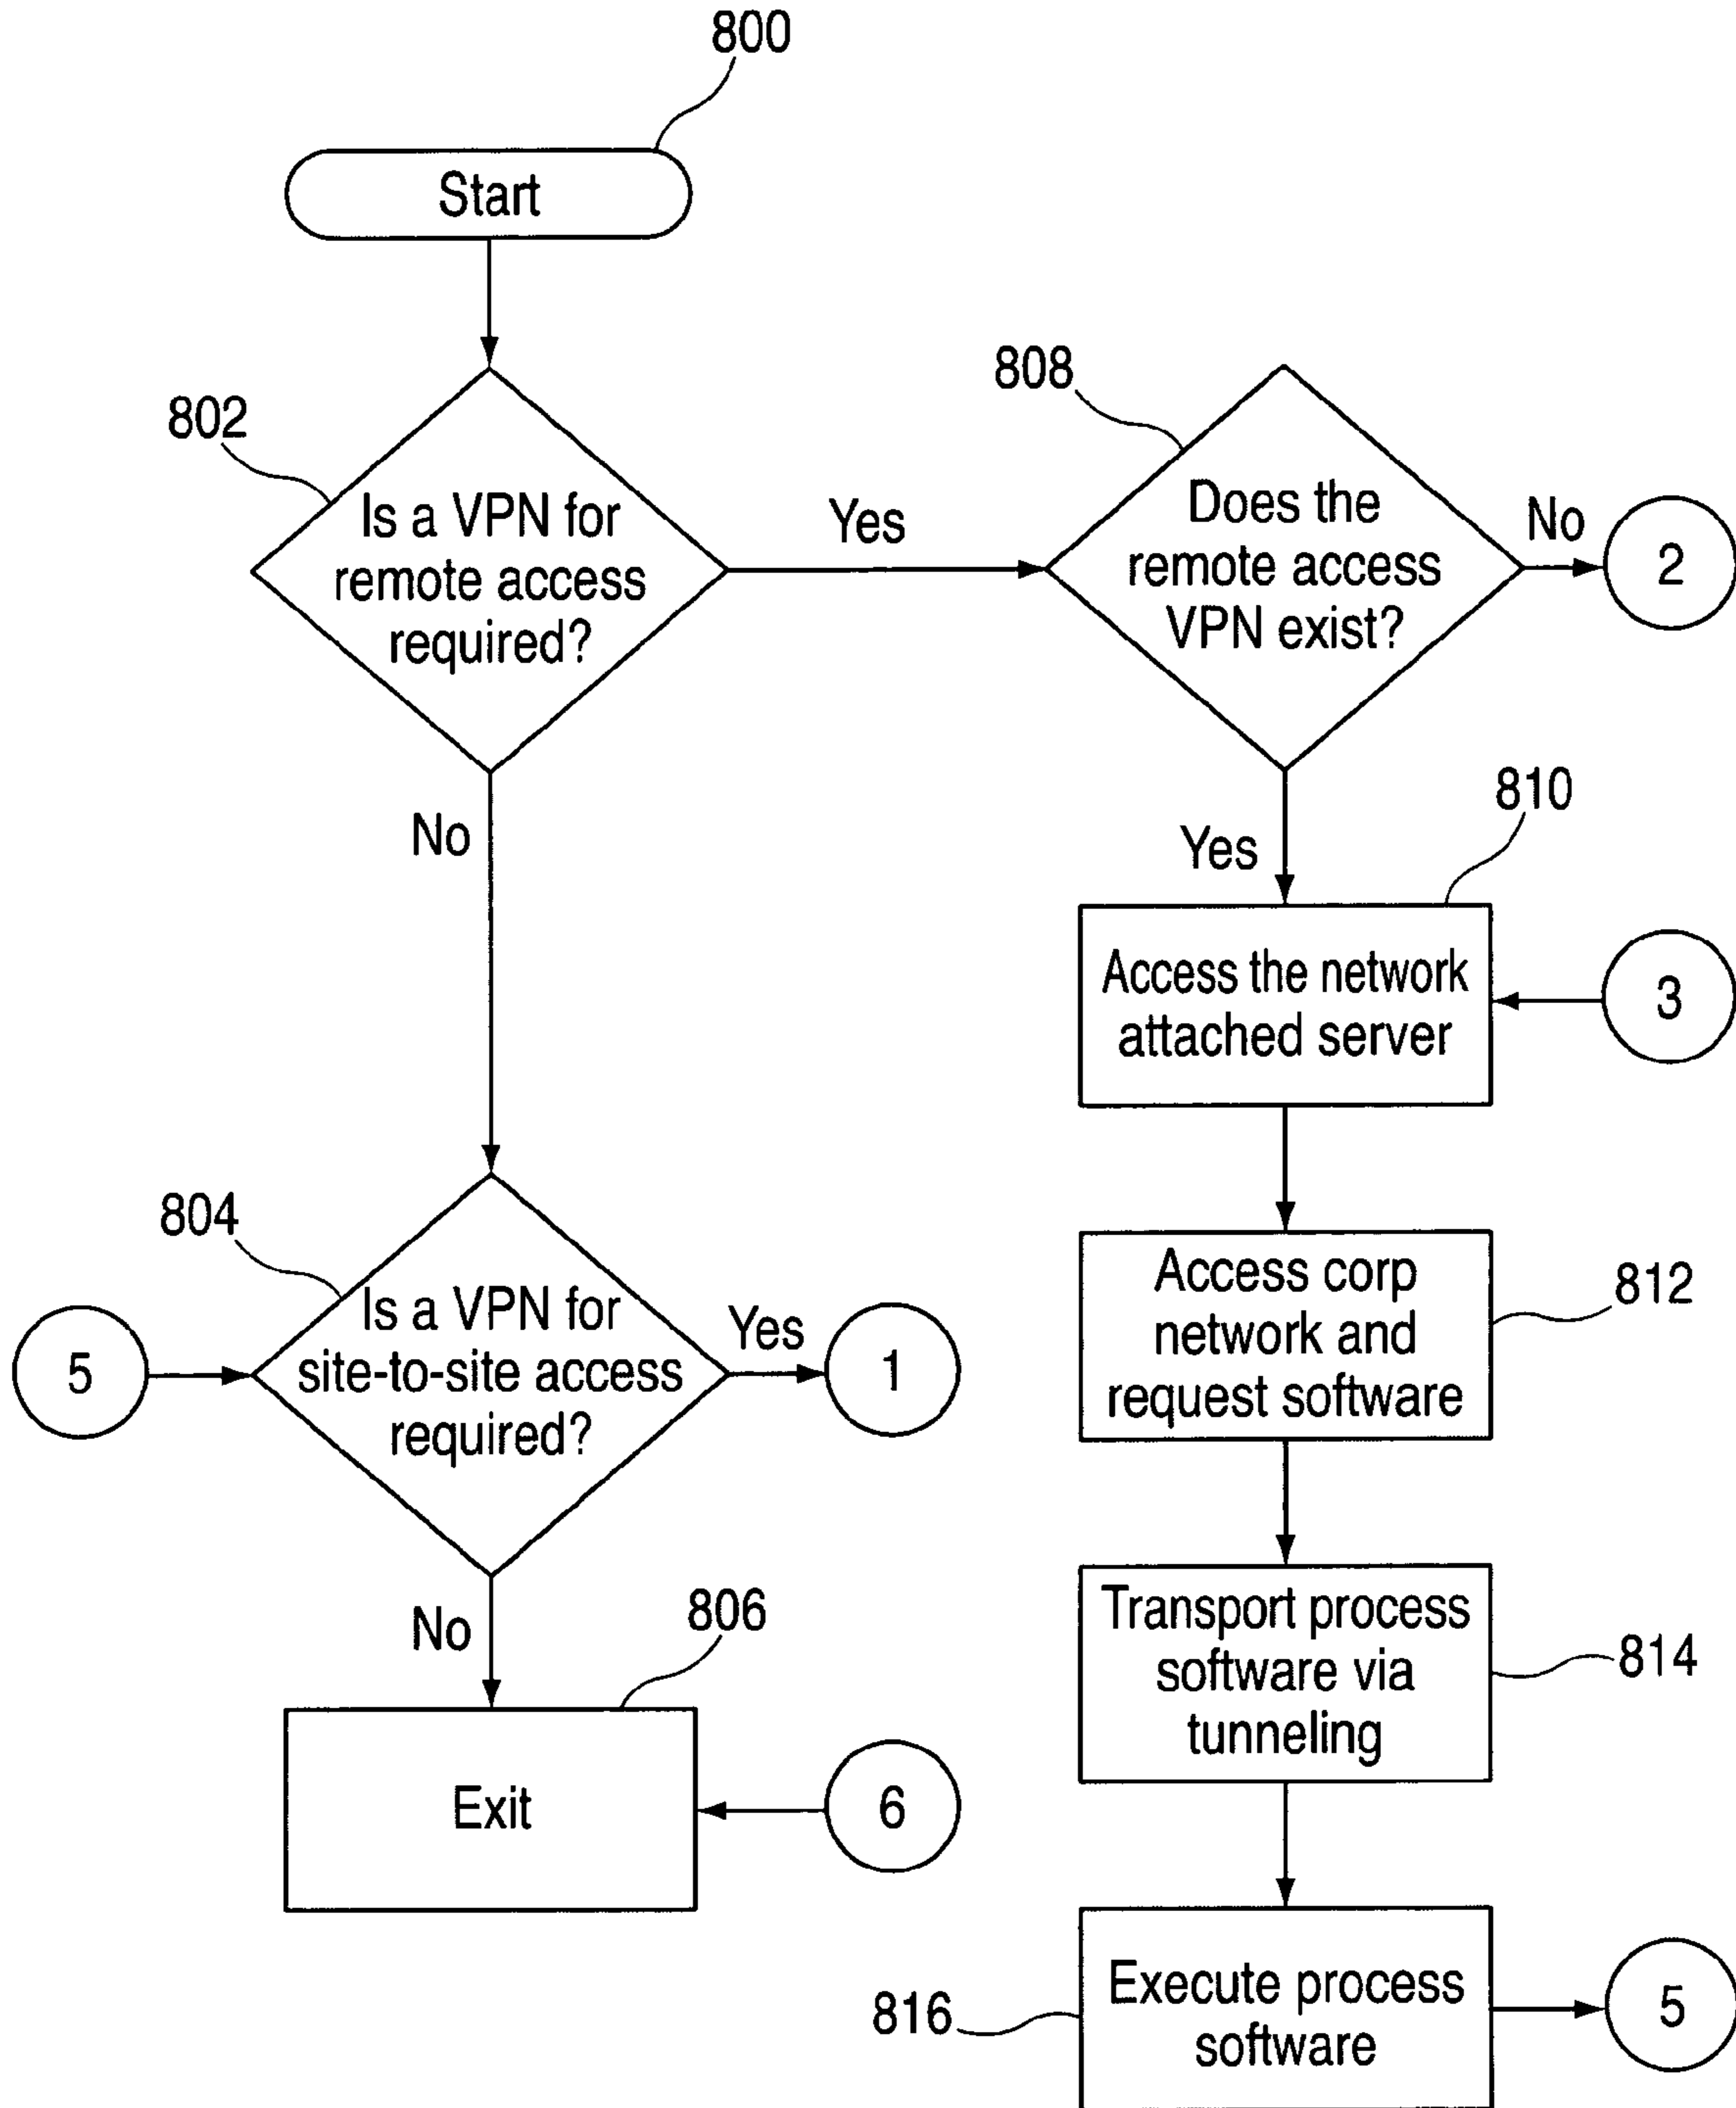 800
Start
802
Is a VPN for
remote access
required?
Yes
808
Does the
remote access
VPN exist?
No
2
No
Yes
810
Access the network
attached server
3
804
5
Is a VPN for
site-to-site access
required?
Yes
1
Access corp
network and
request software
812
No
806
Exit
6
Transport process
software via
tunneling
814
816
Execute process
software
5